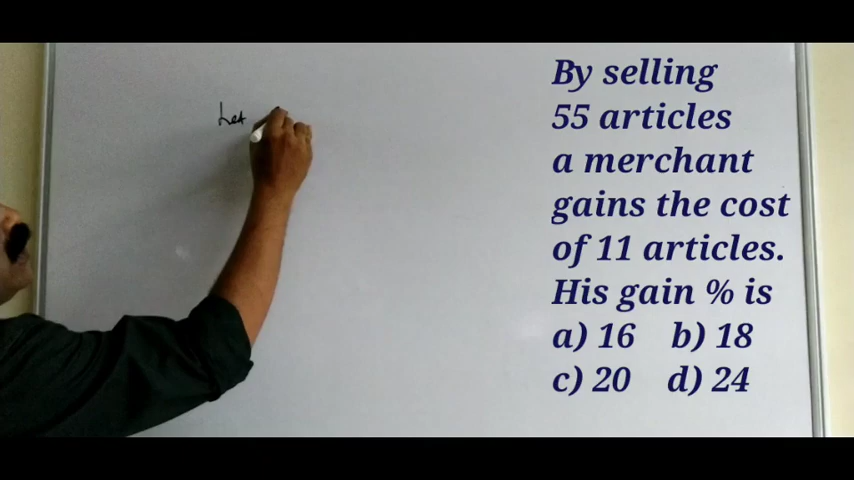 Let
By selling
55 articles
a merchant
gains the cost
of 11 articles.
His gain % is
a) 16 b) 18
c) 20 d) 24